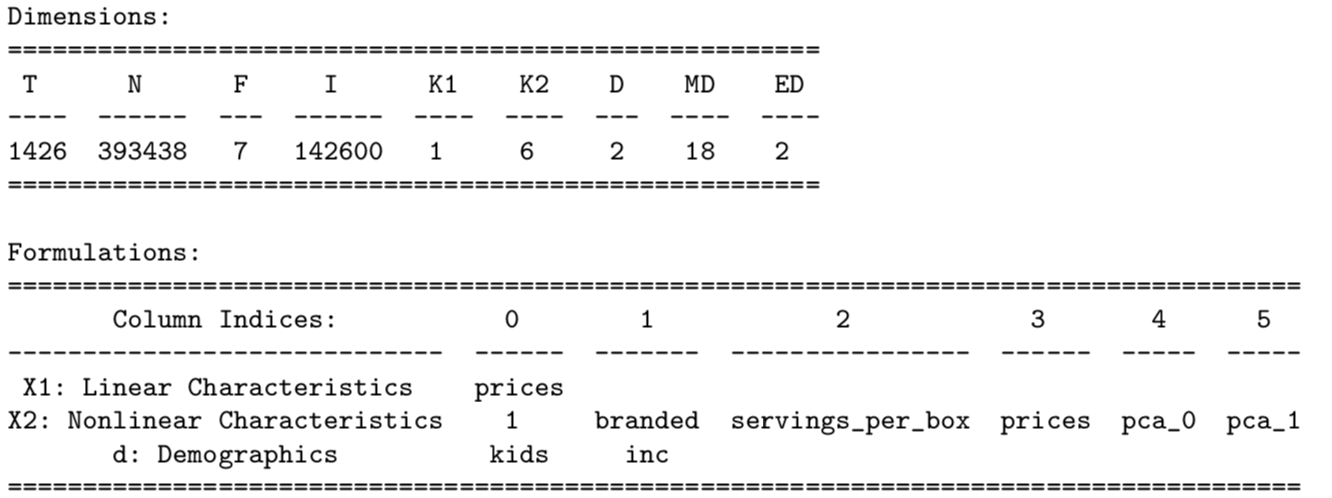 Dimensions:
======================================================
T N F I K1 K2 D MD ED
---- ------ --- ------ ---- ---- --- ---- ----
1426 393438 7 142600 1 6 2 18 2
======================================================
Formulations:
======================================================================================
Column Indices: 0 1 2 3 4 5
----------------------------- ------ ------- ---------------- ------ ----- -----
X1: Linear Characteristics prices
X2: Nonlinear Characteristics 1 branded servings_per_box prices pca_0 pca_1
d: Demographics kids inc
======================================================================================